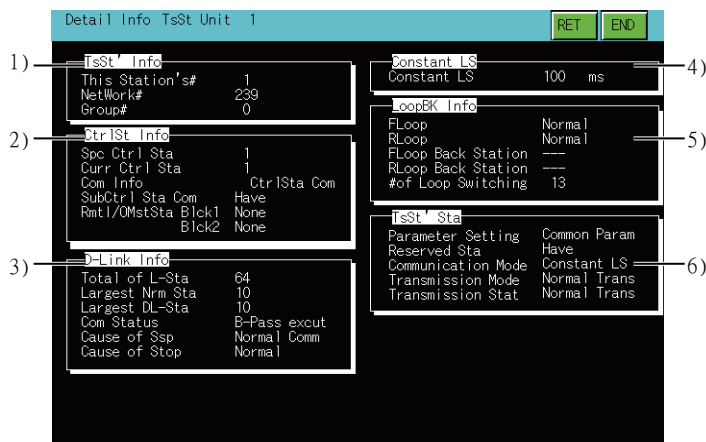 Detail Info TsSt Unit 1
RET END
1)
TsSt' Info
This Station's# 1
NetWork# 239
Group# 0
2)
CtrlSt Info
Spc Ctrl Sta 1
Curr Ctrl Sta 1
Com Info CtrlSta Com
SubCtrl Sta Com Have
RmtI/OMstSta Blck1 None
Blck2 None
3)
D-Link Info
Total of L-Sta 64
Largest Nrm Sta 10
Largest DL-Sta 10
Com Status B-Pass excut
Cause of Ssp Normal Comm
Cause of Stop Normal
Constant LS
4)
Constant LS 100 ms
LoopBK Info
FLoop Normal
RLoop Normal
5)
FLoop Back Station ---
RLoop Back Station ---
#of Loop Switching 13
TsSt' Sta
Parameter Setting Common Param
Reserved Sta Have
Communication Mode Constant LS
6)
Transmission Mode Normal Trans
Transmission Stat Normal Trans